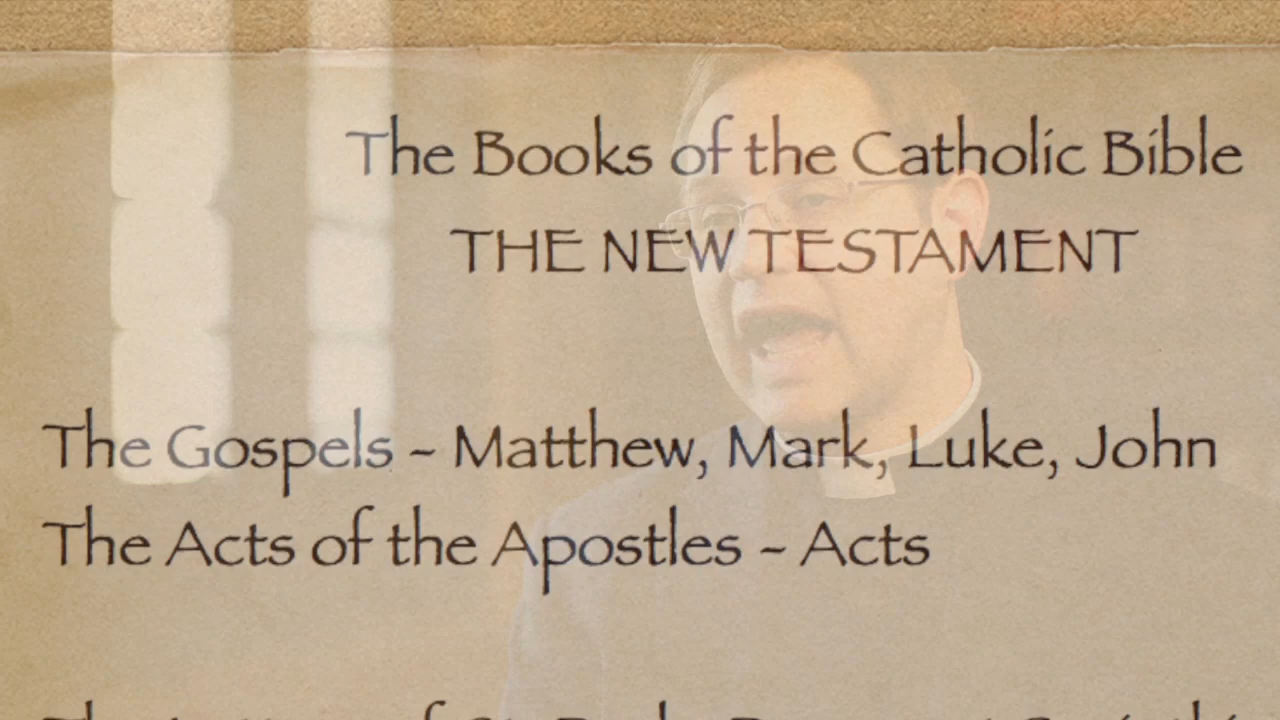 The Books of the Catholic Bible
THE NEW TESTAMENT
The Gospels ~ Matthew, Mark, Luke, John
The Acts of the Apostles ~ Acts